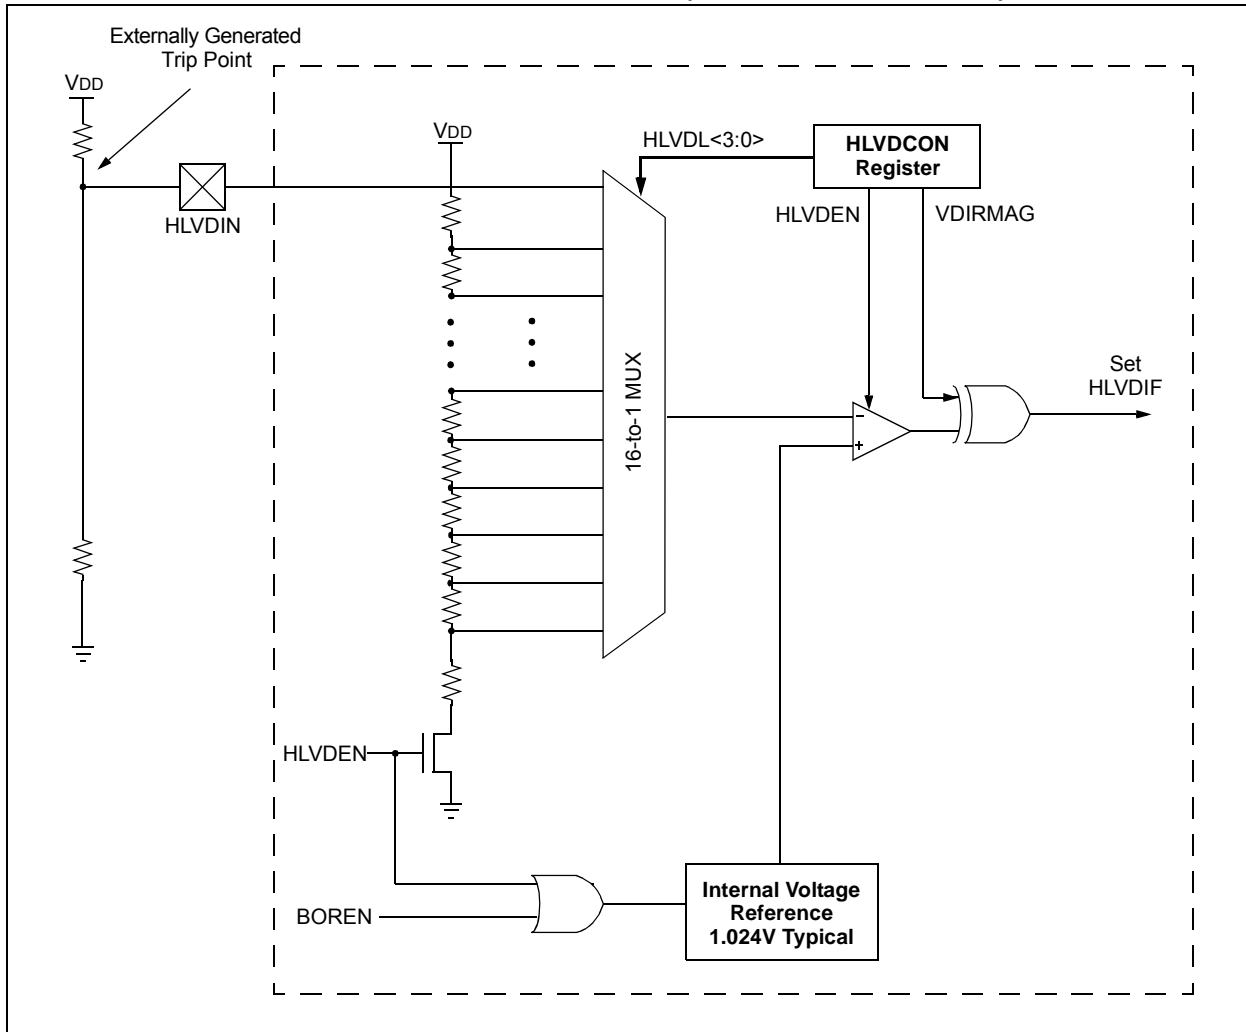 Externally Generated
Trip Point
VDD
VDD
HLVDL<3:0>
HLVDCON
Register
HLVDIN
HLVDEN
VDIRMAG
16-to-1 MUX
Set
HLVDIF
–
+
HLVDEN
BOREN
Internal Voltage
Reference
1.024V Typical